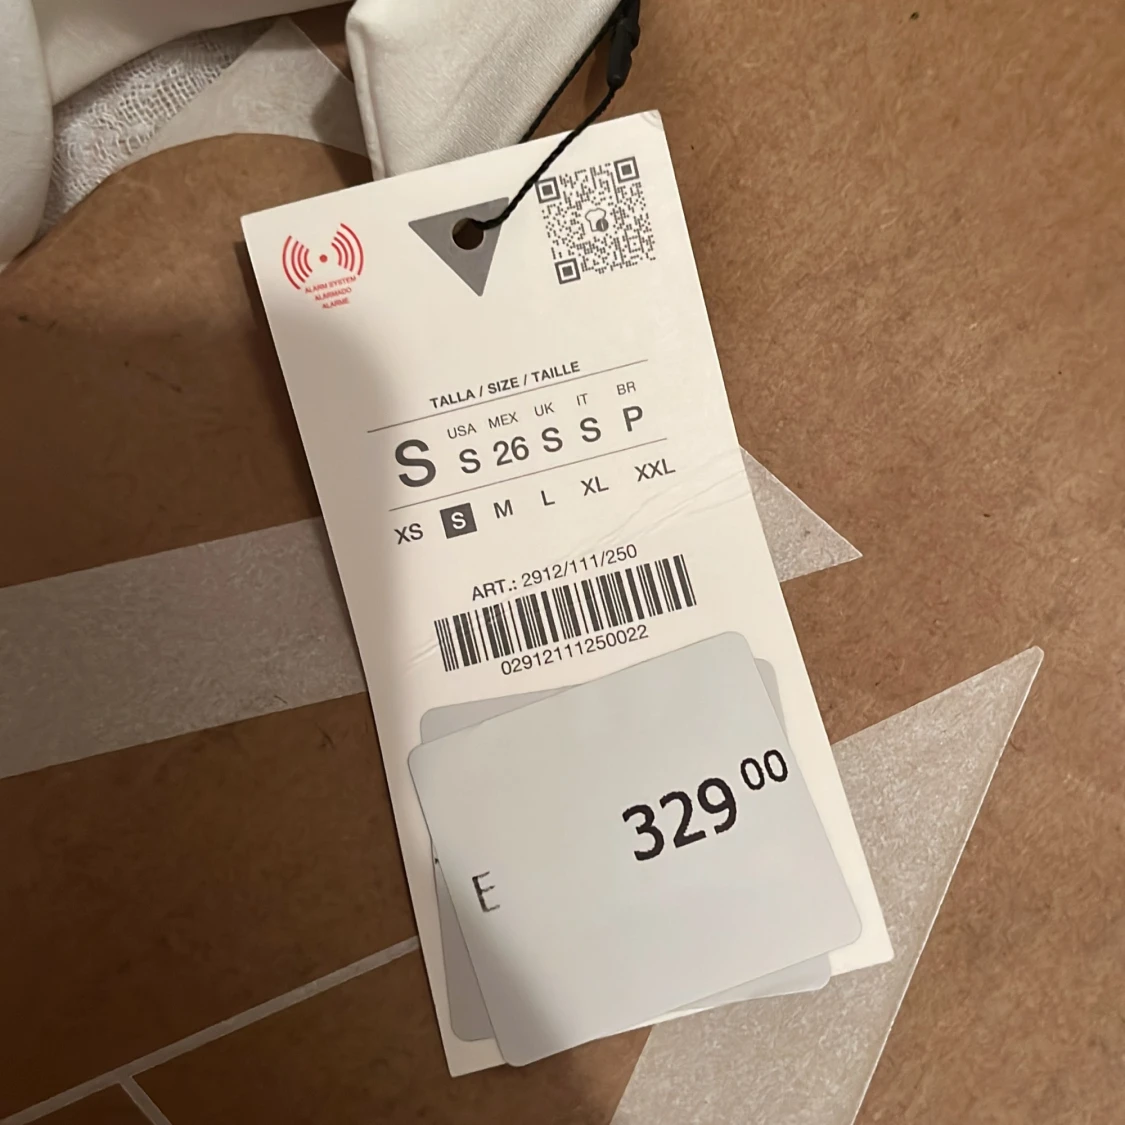 ALARM SYSTEM
ALARMADO
ALARME
TALLA / SIZE / TAILLE
USA MEX UK IT BR
S S 26 S S P
XS S M L XL XXL
ART.: 2912/111/250
02912111250022
329 00
E